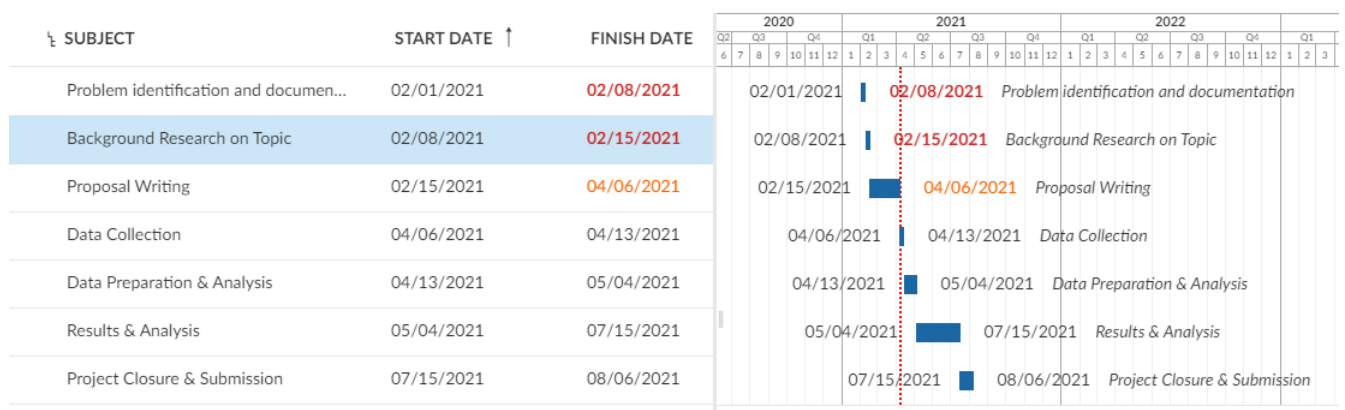 2020 2021 2022
SUBJECT START DATE ↑ FINISH DATE Q2 Q3 Q4 Q1 Q2 Q3 Q4 Q1 Q2 Q3 Q4 Q1
6 7 8 9 10 11 12 1 2 3 4 5 6 7 8 9 10 11 12 1 2 3 4 5 6 7 8 9 10 11 12 1 2 3
Problem identification and documen... 02/01/2021 02/08/2021 02/01/2021 02/08/2021 Problem identification and documentation
Background Research on Topic 02/08/2021 02/15/2021 02/08/2021 02/15/2021 Background Research on Topic
Proposal Writing 02/15/2021 04/06/2021 02/15/2021 04/06/2021 Proposal Writing
Data Collection 04/06/2021 04/13/2021 04/06/2021 04/13/2021 Data Collection
Data Preparation & Analysis 04/13/2021 05/04/2021 04/13/2021 05/04/2021 Data Preparation & Analysis
Results & Analysis 05/04/2021 07/15/2021 05/04/2021 07/15/2021 Results & Analysis
Project Closure & Submission 07/15/2021 08/06/2021 07/15/2021 08/06/2021 Project Closure & Submission